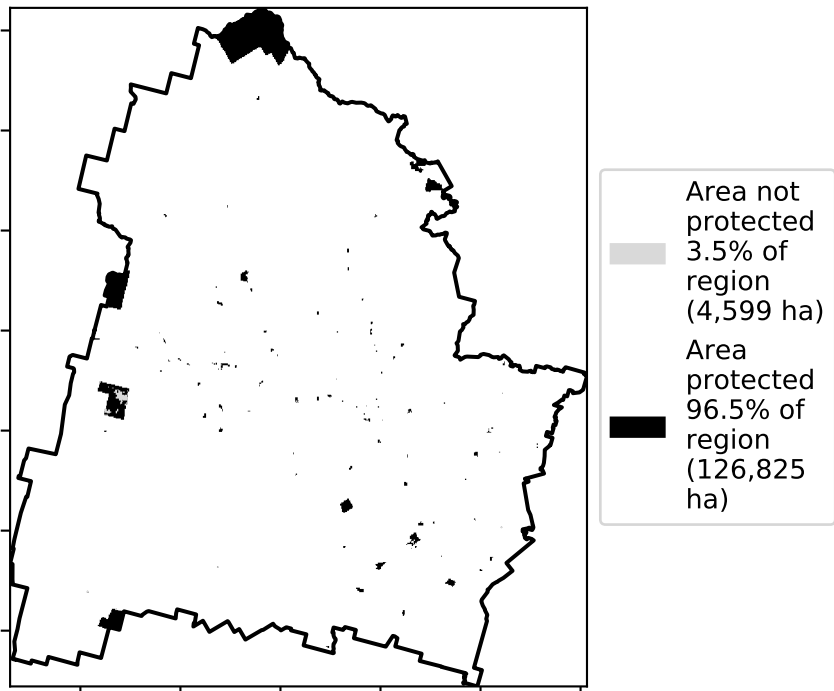 Area not
protected
3.5% of
region
(4,599 ha)
Area
protected
96.5% of
region
(126,825
ha)